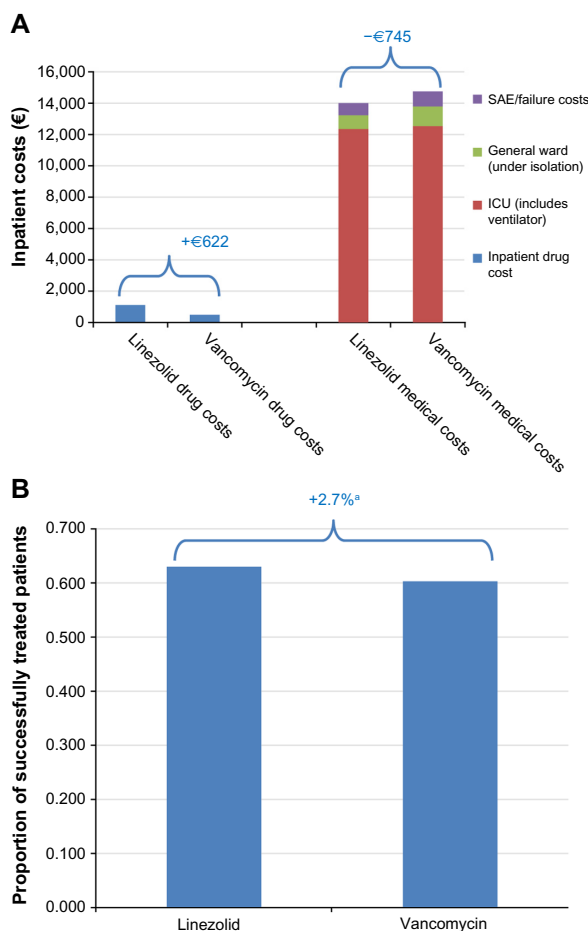 A
−€745
16,000
14,000
12,000
10,000
8,000
6,000
4,000
2,000
0
Inpatient costs (€)
+€622
SAE/failure costs
General ward
(under isolation)
ICU (includes
ventilator)
Inpatient drug
cost
Linezolid drug costs
Vancomycin drug costs
Linezolid medical costs
Vancomycin medical costs
B
+2.7%ᵃ
0.700
0.600
0.500
0.400
0.300
0.200
0.100
0.000
Proportion of successfully treated patients
Linezolid
Vancomycin